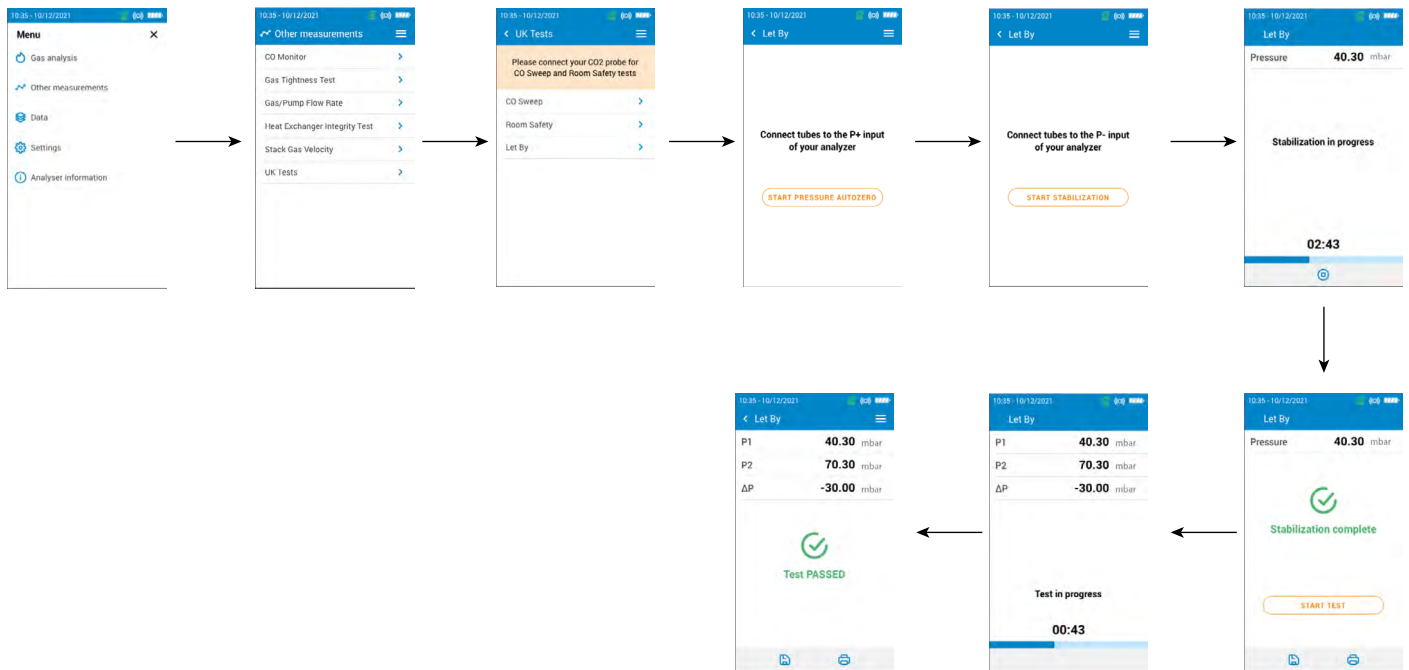 10:35 - 10/12/2021
Menu
Gas analysis
Other measurements
Data
Settings
Analyser information
10:35 - 10/12/2021
Other measurements
CO Monitor
Gas Tightness Test
Gas/Pump Flow Rate
Heat Exchanger Integrity Test
Stack Gas Velocity
UK Tests
10:35 - 10/12/2021
UK Tests
Please connect your CO2 probe for
CO Sweep and Room Safety tests
CO Sweep
Room Safety
Let By
10:35 - 10/12/2021
Let By
Connect tubes to the P+ input
of your analyzer
START PRESSURE AUTOZERO
10:35 - 10/12/2021
Let By
Connect tubes to the P- input
of your analyzer
START STABILIZATION
10:35 - 10/12/2021
Let By
Pressure 40.30 mbar
Stabilization in progress
02:43
10:35 - 10/12/2021
Let By
Pressure 40.30 mbar
Stabilization complete
START TEST
10:35 - 10/12/2021
Let By
P1 40.30 mbar
P2 70.30 mbar
ΔP -30.00 mbar
Test in progress
00:43
10:35 - 10/12/2021
Let By
P1 40.30 mbar
P2 70.30 mbar
ΔP -30.00 mbar
Test PASSED